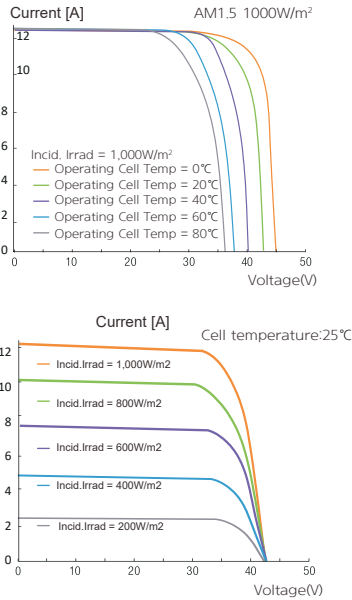 Current [A]
AM1.5 1000W/m²
12
10
8
6
4
2
0
Incid. Irrad = 1,000W/m²
Operating Cell Temp = 0℃
Operating Cell Temp = 20℃
Operating Cell Temp = 40℃
Operating Cell Temp = 60℃
Operating Cell Temp = 80℃
0 10 20 30 40 50
Voltage(V)
Current [A]
Cell temperature:25℃
12
10
8
6
4
2
0
Incid.Irrad = 1,000W/m2
Incid.Irrad = 800W/m2
Incid.Irrad = 600W/m2
Incid.Irrad = 400W/m2
Incid.Irrad = 200W/m2
0 10 20 30 40 50
Voltage(V)